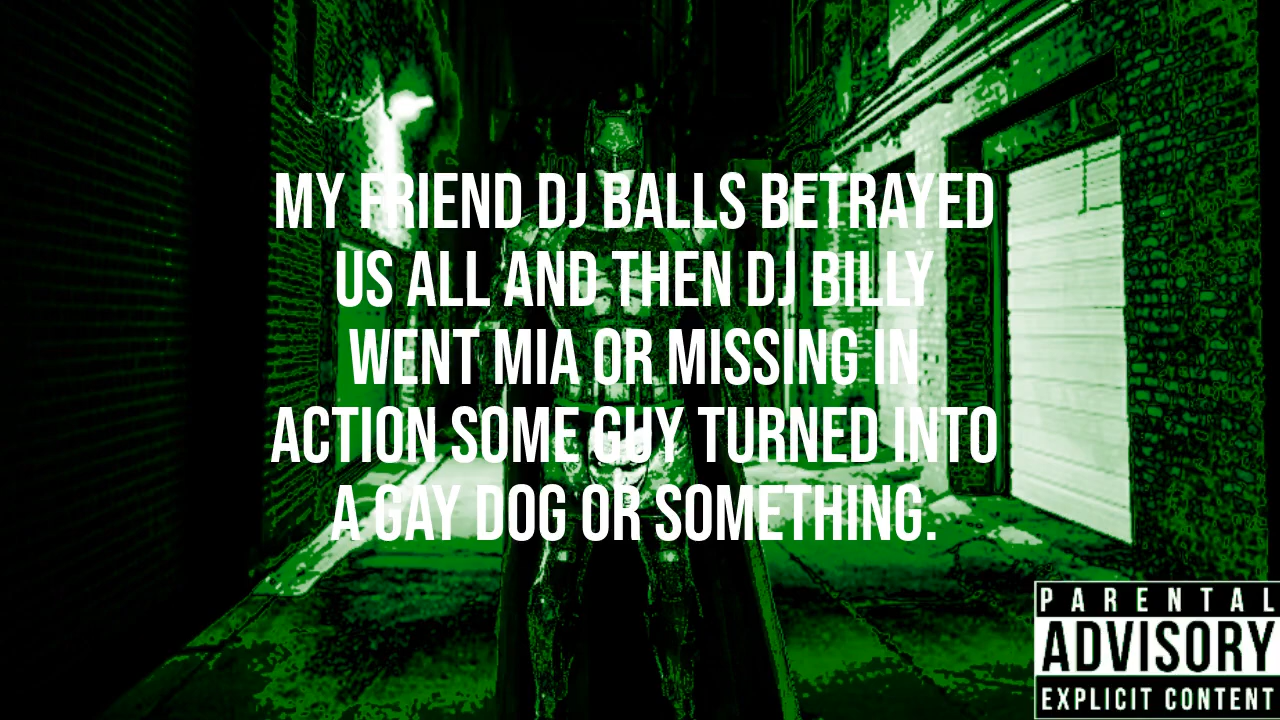 MY FRIEND DJ BALLS BETRAYED
US ALL AND THEN DJ BILLY
WENT MIA OR MISSING IN
ACTION SOME GUY TURNED INTO
A GAY DOG OR SOMETHING.
PARENTAL
ADVISORY
EXPLICIT CONTENT